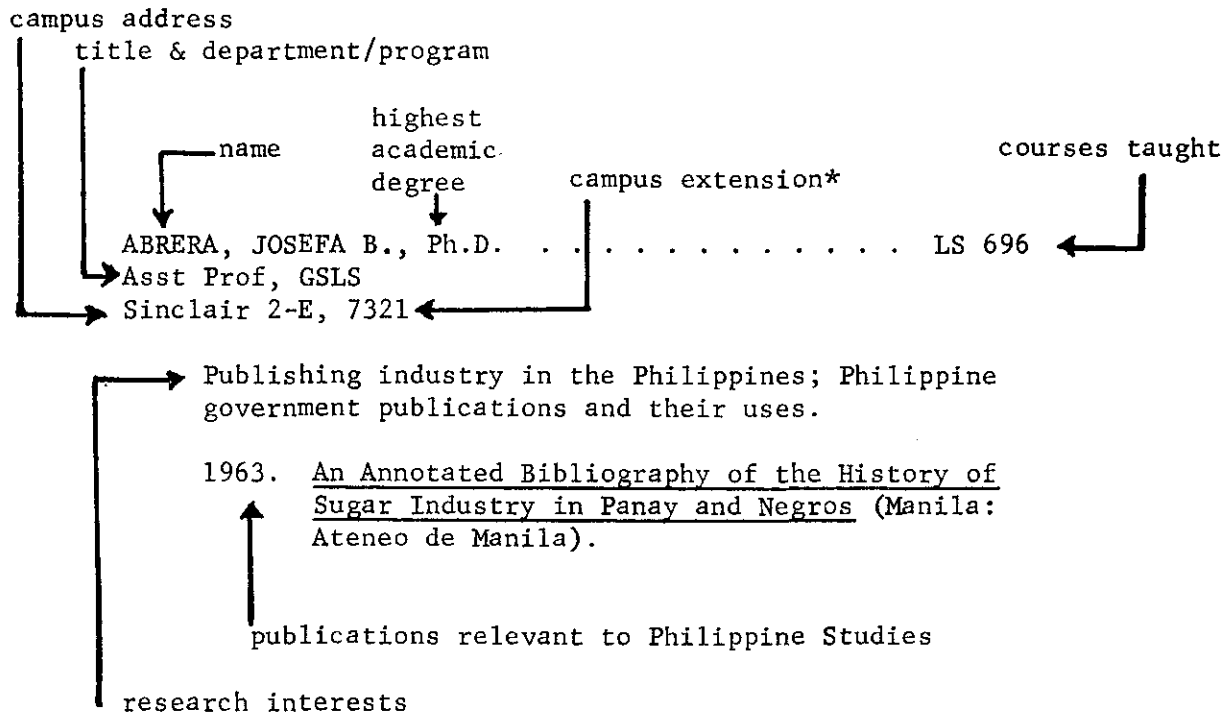 campus address
title & department/program
highest
name academic courses taught
degree campus extension*
ABRERA, JOSEFA B., Ph.D. . . . . . . . . . . . . . LS 696
Asst Prof, GSLS
Sinclair 2-E, 7321
Publishing industry in the Philippines; Philippine
government publications and their uses.
1963. An Annotated Bibliography of the History of
Sugar Industry in Panay and Negros (Manila:
Ateneo de Manila).
publications relevant to Philippine Studies
research interests